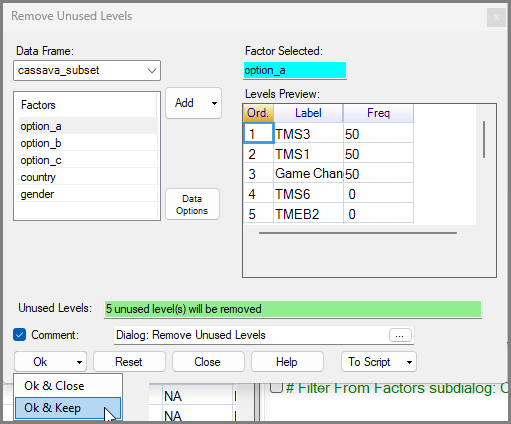 Remove Unused Levels
x
Data Frame:
cassava_subset
Factor Selected:
option_a
Factors
option_a
option_b
option_c
country
gender
Add
Data
Options
Levels Preview:
Ord. Label Freq
1 TMS3 50
2 TMS1 50
3 Game Chan 50
4 TMS6 0
5 TMEB2 0
Unused Levels: 5 unused level(s) will be removed
Comment: Dialog: Remove Unused Levels ...
Ok Reset Close Help To Script
Ok & Close
Ok & Keep
NA
NA
# Filter From Factors subdialog: C